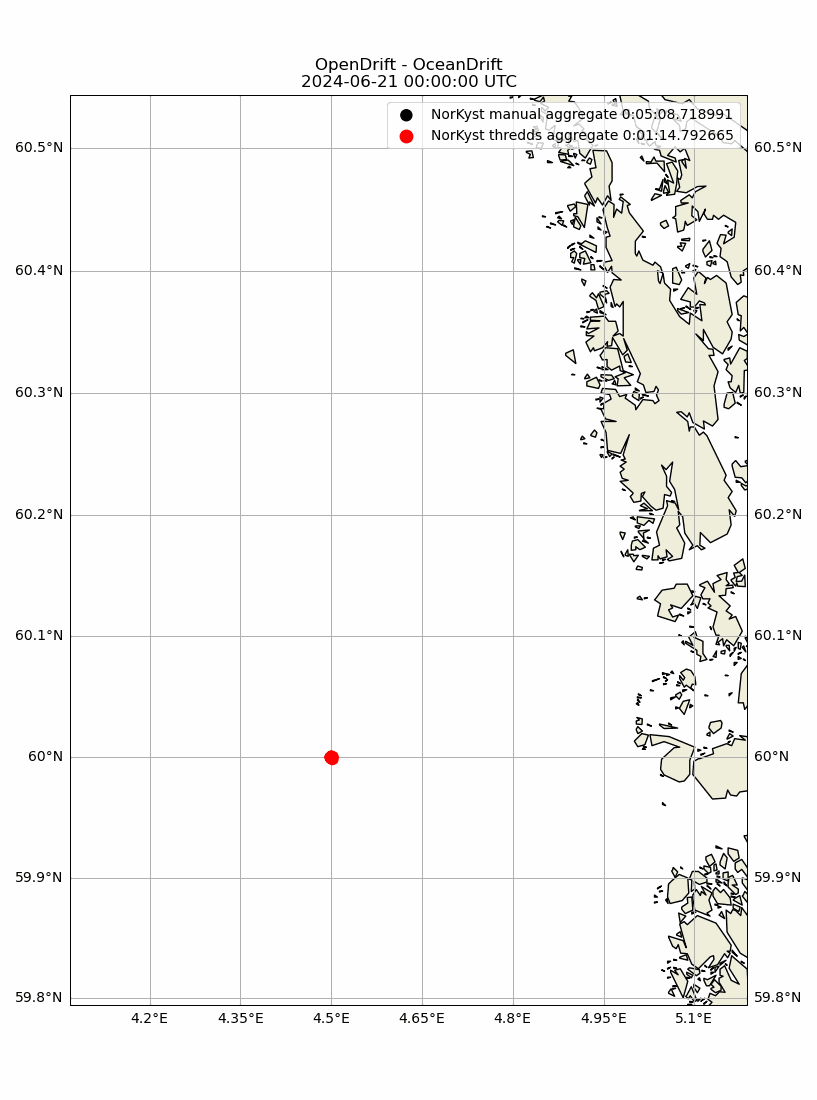 OpenDrift - OceanDrift
2024-06-21 00:00:00 UTC
NorKyst manual aggregate 0:05:08.718991
NorKyst thredds aggregate 0:01:14.792665
60.5°N 60.5°N
60.4°N 60.4°N
60.3°N 60.3°N
60.2°N 60.2°N
60.1°N 60.1°N
60°N 60°N
59.9°N 59.9°N
59.8°N 59.8°N
4.2°E 4.35°E 4.5°E 4.65°E 4.8°E 4.95°E 5.1°E